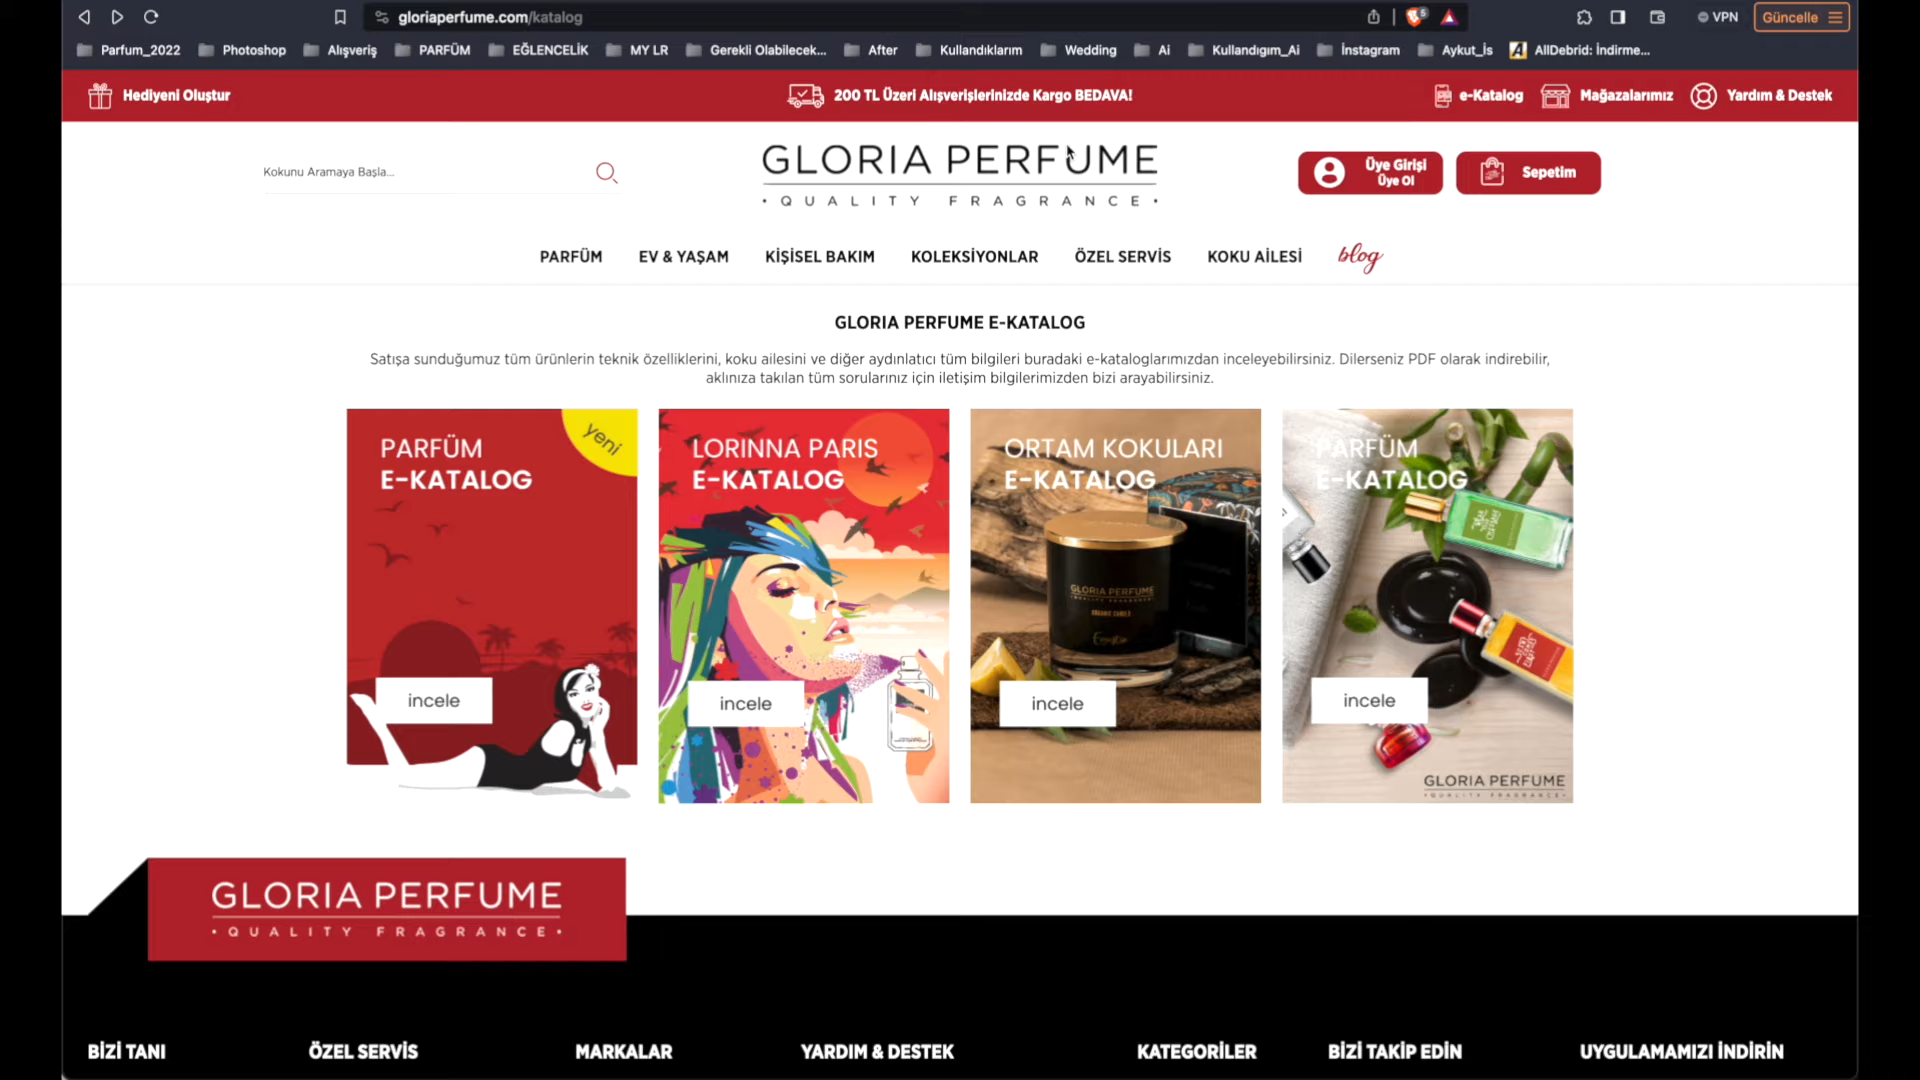 gloriaperfume.com/katalog
5
VPN
Güncelle
Parfum_2022
Photoshop
Alışveriş
PARFÜM
EĞLENCELİK
MY LR
Gerekli Olabilecek...
After
Kullandıklarım
Wedding
Ai
Kullandıgım_Ai
İnstagram
Aykut_İs
AllDebrid: İndirme...
Hediyeni Oluştur
200 TL Üzeri Alışverişlerinizde Kargo BEDAVA!
e-Katalog
Mağazalarımız
Yardım & Destek
Kokunu Aramaya Başla...
GLORIA PERFUME
• QUALITY FRAGRANCE •
Üye Girişi
Üye Ol
Sepetim
PARFÜM
EV & YAŞAM
KİŞİSEL BAKIM
KOLEKSİYONLAR
ÖZEL SERVİS
KOKU AİLESİ
blog
GLORIA PERFUME E-KATALOG
Satışa sunduğumuz tüm ürünlerin teknik özelliklerini, koku ailesini ve diğer aydınlatıcı tüm bilgileri buradaki e-kataloglarımızdan inceleyebilirsiniz. Dilerseniz PDF olarak indirebilir,
aklınıza takılan tüm sorularınız için iletişim bilgilerimizden bizi arayabilirsiniz.
PARFÜM
E-KATALOG
yeni
incele
LORINNA PARIS
E-KATALOG
incele
ORTAM KOKULARI
E-KATALOG
GLORIA PERFUME
incele
PARFÜM
E-KATALOG
incele
GLORIA PERFUME
• QUALITY FRAGRANCE •
GLORIA PERFUME
• QUALITY FRAGRANCE •
BİZİ TANI
ÖZEL SERVİS
MARKALAR
YARDIM & DESTEK
KATEGORİLER
BİZİ TAKİP EDİN
UYGULAMAMIZI İNDİRİN